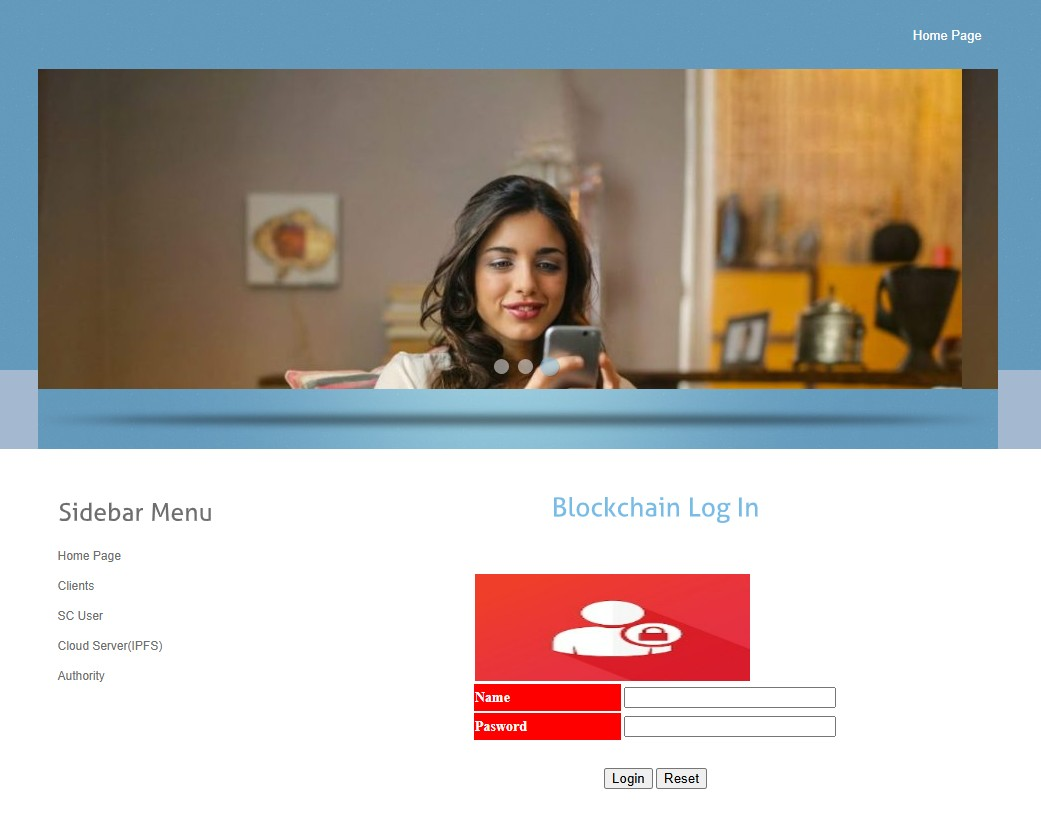 Home Page
Sidebar Menu
Home Page
Clients
SC User
Cloud Server(IPFS)
Authority
Blockchain Log In
Name
Pasword
Login Reset